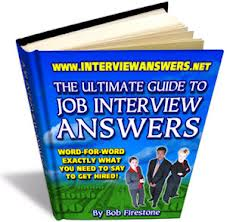 WWW.INTERVIEWANSWERS.NET
THE ULTIMATE GUIDE TO
JOB INTERVIEW
ANSWERS
WORD-FOR-WORD
EXACTLY WHAT
YOU NEED TO SAY
TO GET HIRED!
By Bob Firestone